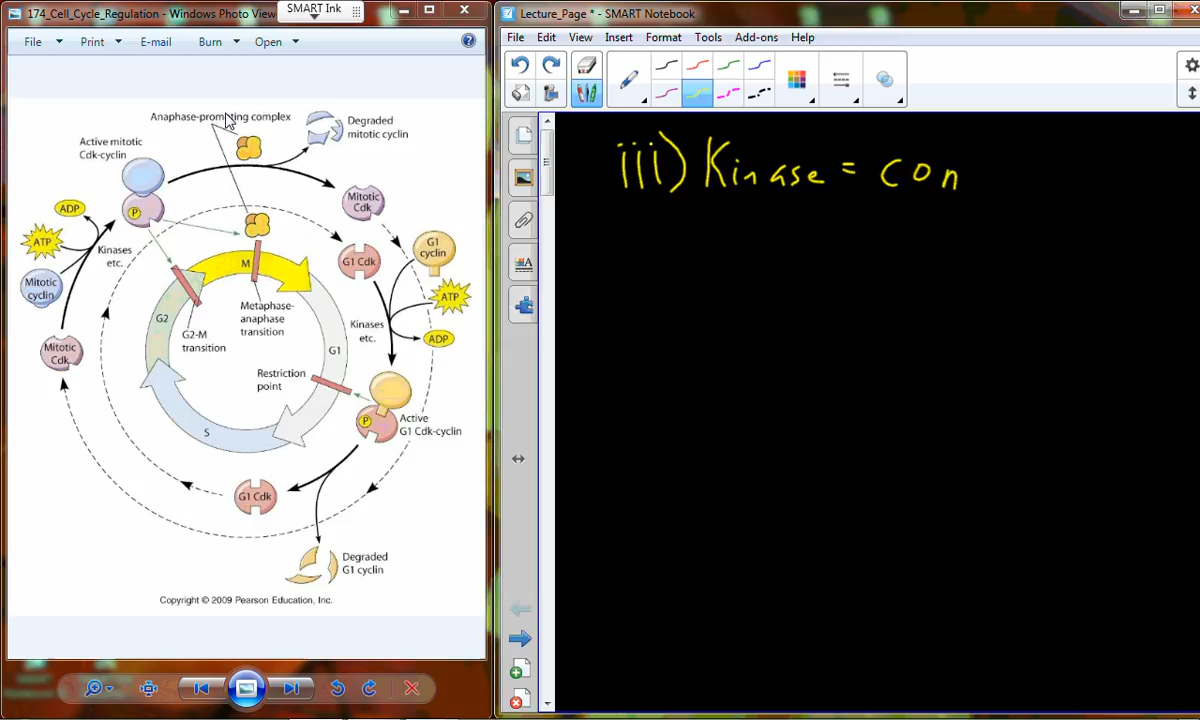 174_Cell_Cycle_Regulation - Windows Photo View
SMART Ink
File Print E-mail Burn Open
Anaphase-promoting complex
Degraded
mitotic cyclin
Active mitotic
Cdk-cyclin
P
ADP
ATP
Kinases
etc.
Mitotic
cyclin
Mitotic
Cdk
Mitotic
Cdk
G1 Cdk
G1
cyclin
ATP
ADP
Kinases
etc.
M
G2
G1
S
G2-M
transition
Metaphase-
anaphase
transition
Restriction
point
P
Active
G1 Cdk-cyclin
G1 Cdk
Degraded
G1 cyclin
Copyright © 2009 Pearson Education, Inc.
Lecture_Page * - SMART Notebook
File Edit View Insert Format Tools Add-ons Help
iii) Kinase = con